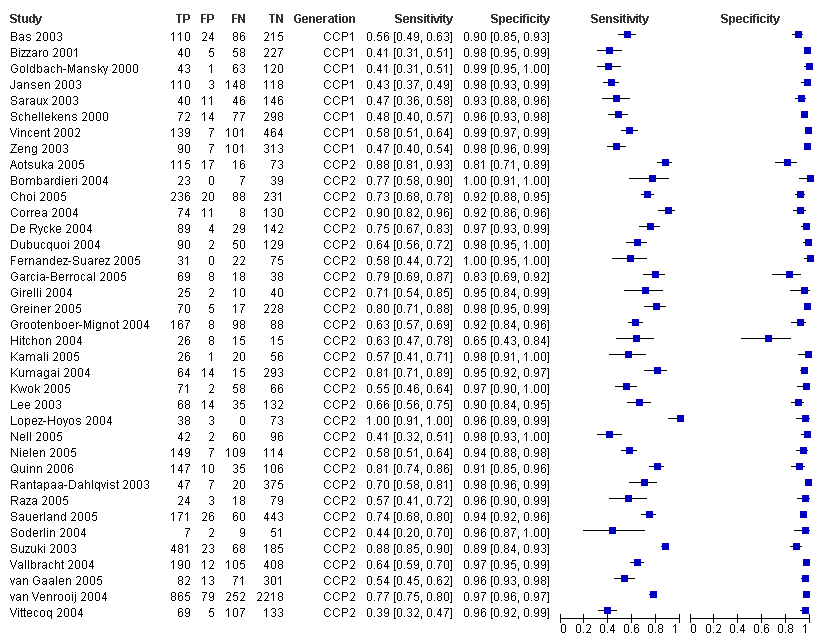 Study TP FP FN TN Generation Sensitivity Specificity Sensitivity Specificity
Bas 2003 110 24 86 215 CCP1 0.56 [0.49, 0.63] 0.90 [0.85, 0.93]
Bizzaro 2001 40 5 58 227 CCP1 0.41 [0.31, 0.51] 0.98 [0.95, 0.99]
Goldbach-Mansky 2000 43 1 63 120 CCP1 0.41 [0.31, 0.51] 0.99 [0.95, 1.00]
Jansen 2003 110 3 148 118 CCP1 0.43 [0.37, 0.49] 0.98 [0.93, 0.99]
Saraux 2003 40 11 46 146 CCP1 0.47 [0.36, 0.58] 0.93 [0.88, 0.96]
Schellekens 2000 72 14 77 298 CCP1 0.48 [0.40, 0.57] 0.96 [0.93, 0.98]
Vincent 2002 139 7 101 464 CCP1 0.58 [0.51, 0.64] 0.99 [0.97, 0.99]
Zeng 2003 90 7 101 313 CCP1 0.47 [0.40, 0.54] 0.98 [0.96, 0.99]
Aotsuka 2005 115 17 16 73 CCP2 0.88 [0.81, 0.93] 0.81 [0.71, 0.89]
Bombardieri 2004 23 0 7 39 CCP2 0.77 [0.58, 0.90] 1.00 [0.91, 1.00]
Choi 2005 236 20 88 231 CCP2 0.73 [0.68, 0.78] 0.92 [0.88, 0.95]
Correa 2004 74 11 8 130 CCP2 0.90 [0.82, 0.96] 0.92 [0.86, 0.96]
De Rycke 2004 89 4 29 142 CCP2 0.75 [0.67, 0.83] 0.97 [0.93, 0.99]
Dubucquoi 2004 90 2 50 129 CCP2 0.64 [0.56, 0.72] 0.98 [0.95, 1.00]
Fernandez-Suarez 2005 31 0 22 75 CCP2 0.58 [0.44, 0.72] 1.00 [0.95, 1.00]
Garcia-Berrocal 2005 69 8 18 38 CCP2 0.79 [0.69, 0.87] 0.83 [0.69, 0.92]
Girelli 2004 25 2 10 40 CCP2 0.71 [0.54, 0.85] 0.95 [0.84, 0.99]
Greiner 2005 70 5 17 228 CCP2 0.80 [0.71, 0.88] 0.98 [0.95, 0.99]
Grootenboer-Mignot 2004 167 8 98 88 CCP2 0.63 [0.57, 0.69] 0.92 [0.84, 0.96]
Hitchon 2004 26 8 15 15 CCP2 0.63 [0.47, 0.78] 0.65 [0.43, 0.84]
Kamali 2005 26 1 20 56 CCP2 0.57 [0.41, 0.71] 0.98 [0.91, 1.00]
Kumagai 2004 64 14 15 293 CCP2 0.81 [0.71, 0.89] 0.95 [0.92, 0.97]
Kwok 2005 71 2 58 66 CCP2 0.55 [0.46, 0.64] 0.97 [0.90, 1.00]
Lee 2003 68 14 35 132 CCP2 0.66 [0.56, 0.75] 0.90 [0.84, 0.95]
Lopez-Hoyos 2004 38 3 0 73 CCP2 1.00 [0.91, 1.00] 0.96 [0.89, 0.99]
Nell 2005 42 2 60 96 CCP2 0.41 [0.32, 0.51] 0.98 [0.93, 1.00]
Nielen 2005 149 7 109 114 CCP2 0.58 [0.51, 0.64] 0.94 [0.88, 0.98]
Quinn 2006 147 10 35 106 CCP2 0.81 [0.74, 0.86] 0.91 [0.85, 0.96]
Rantapaa-Dahlqvist 2003 47 7 20 375 CCP2 0.70 [0.58, 0.81] 0.98 [0.96, 0.99]
Raza 2005 24 3 18 79 CCP2 0.57 [0.41, 0.72] 0.96 [0.90, 0.99]
Sauerland 2005 171 26 60 443 CCP2 0.74 [0.68, 0.80] 0.94 [0.92, 0.96]
Soderlin 2004 7 2 9 51 CCP2 0.44 [0.20, 0.70] 0.96 [0.87, 1.00]
Suzuki 2003 481 23 68 185 CCP2 0.88 [0.85, 0.90] 0.89 [0.84, 0.93]
Vallbracht 2004 190 12 105 408 CCP2 0.64 [0.59, 0.70] 0.97 [0.95, 0.99]
van Gaalen 2005 82 13 71 301 CCP2 0.54 [0.45, 0.62] 0.96 [0.93, 0.98]
van Venrooij 2004 865 79 252 2218 CCP2 0.77 [0.75, 0.80] 0.97 [0.96, 0.97]
Vittecoq 2004 69 5 107 133 CCP2 0.39 [0.32, 0.47] 0.96 [0.92, 0.99]
0 0.2 0.4 0.6 0.8 1 0 0.2 0.4 0.6 0.8 1